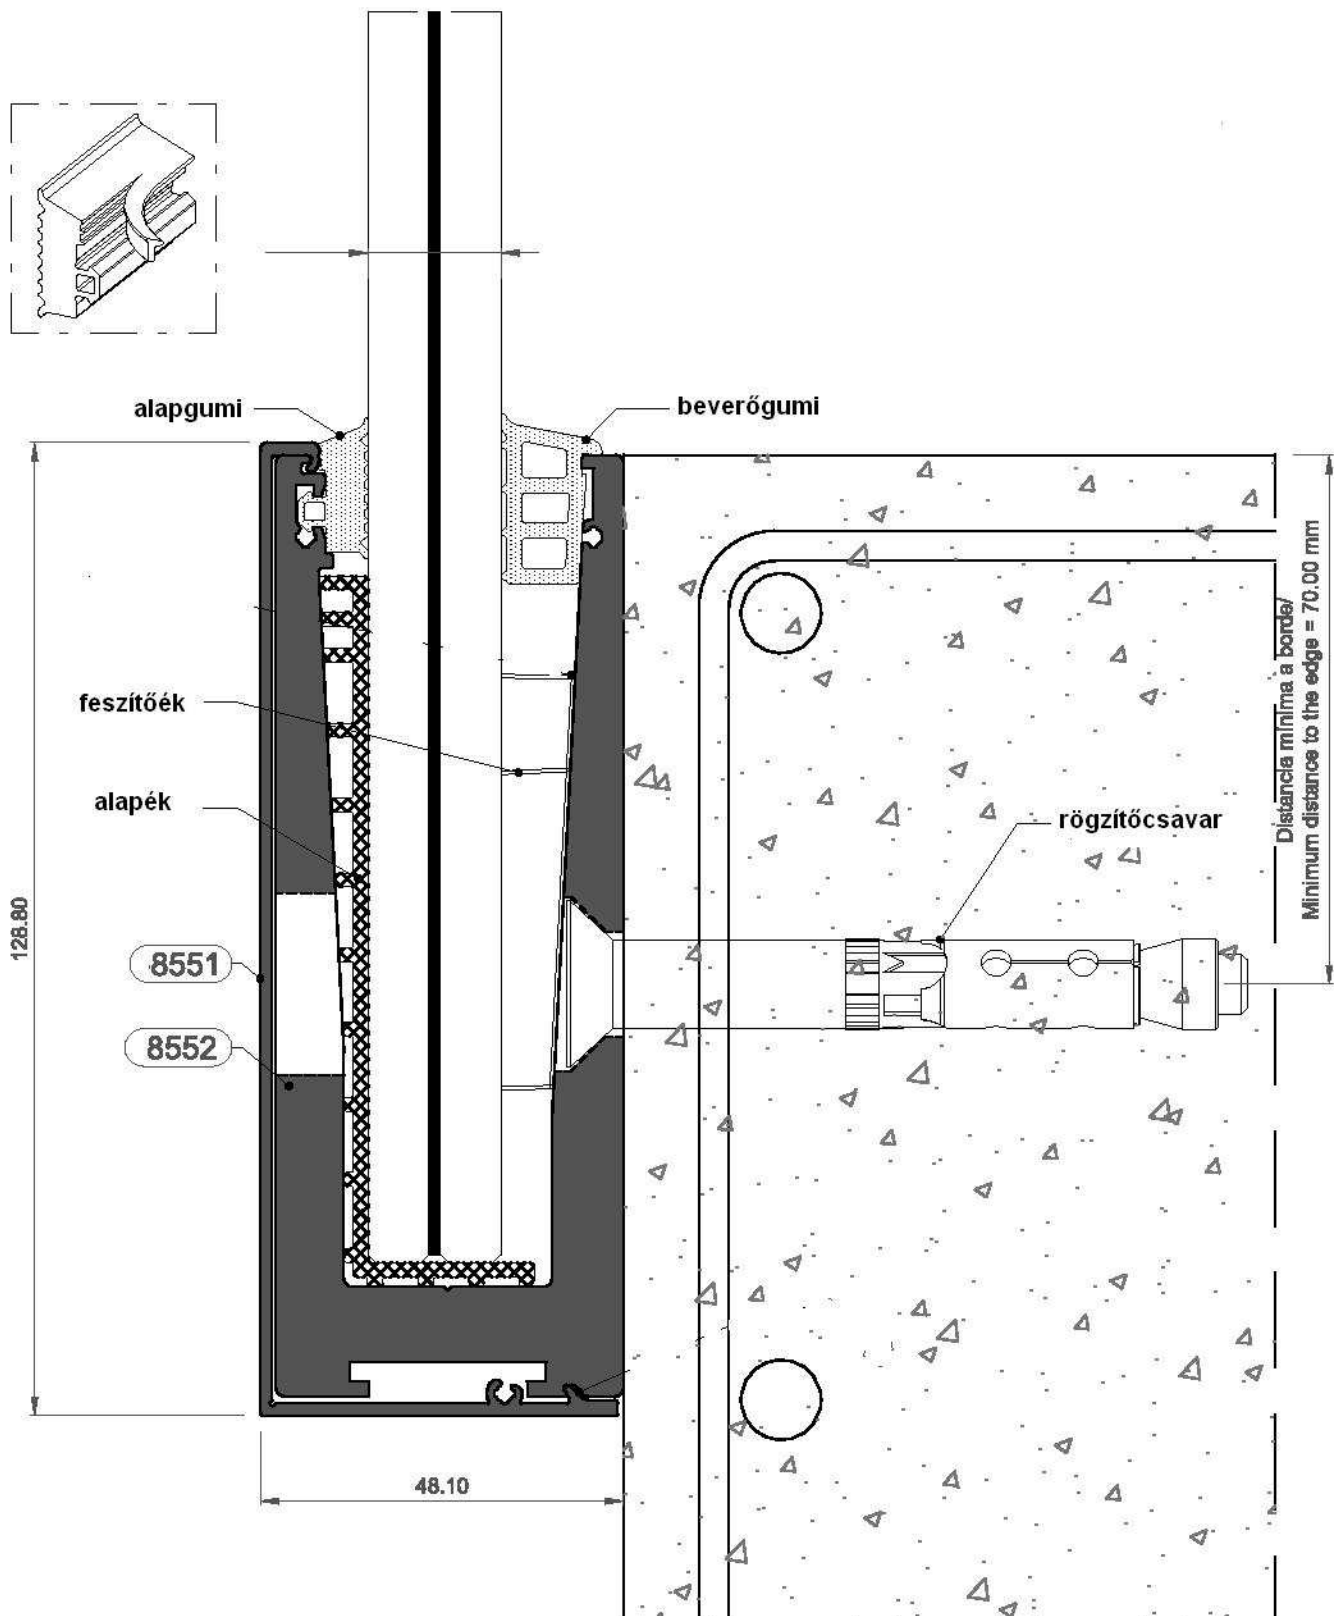 alapgumi
beverőgumi
feszítőék
alapék
rögzítőcsavar
8551
8552
128.80
48.10
Distancia mínima a borde/
Minimum distance to the edge = 70.00 mm